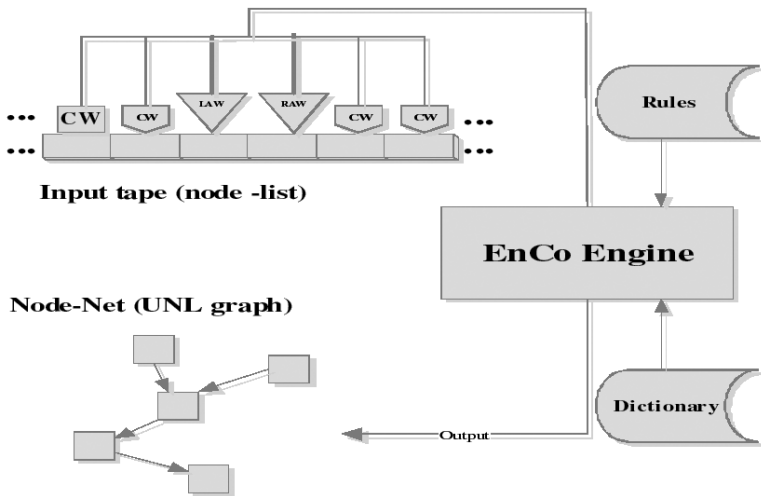 LAW RAW
CW CW CW CW
Rules
Input tape (node -list)
EnCo Engine
Node-Net (UNL graph)
Dictionary
Output